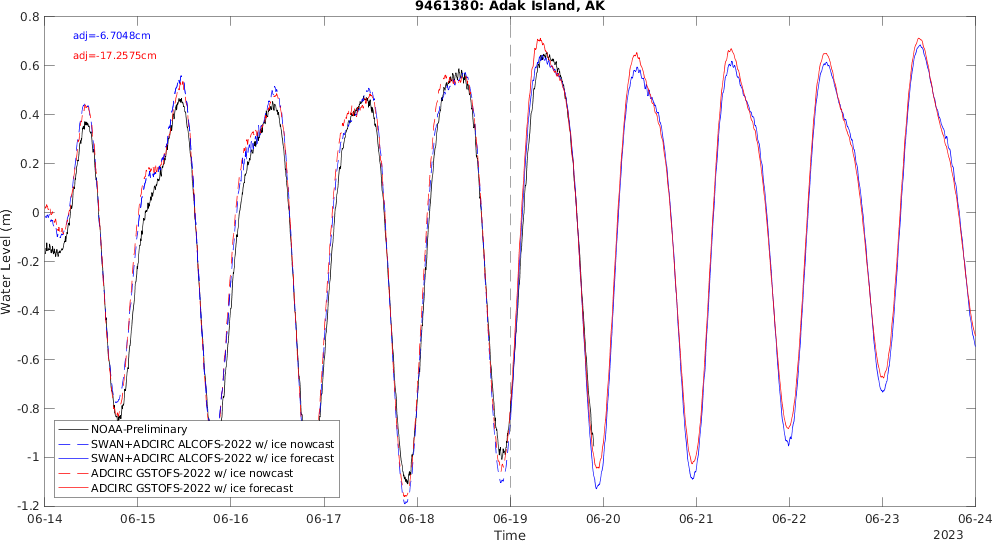 9461380: Adak Island, AK
adj=-6.7048cm
adj=-17.2575cm
0.8
0.6
0.4
0.2
0
-0.2
-0.4
-0.6
-0.8
-1
-1.2
Water Level (m)
NOAA-Preliminary
SWAN+ADCIRC ALCOFS-2022 w/ ice nowcast
SWAN+ADCIRC ALCOFS-2022 w/ ice forecast
ADCIRC GSTOFS-2022 w/ ice nowcast
ADCIRC GSTOFS-2022 w/ ice forecast
06-14 06-15 06-16 06-17 06-18 06-19 06-20 06-21 06-22 06-23 06-24
Time
2023